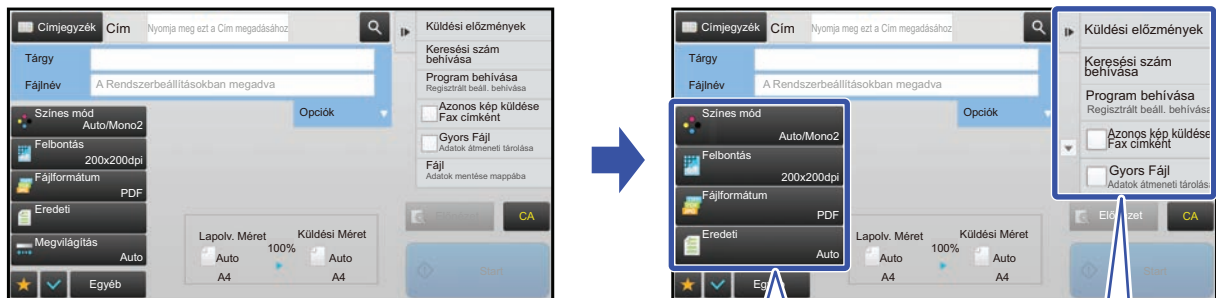 Címjegyzék Cím Nyomja meg ezt a Cím megadásához
Tárgy
Fájlnév A Rendszerbeállításokban megadva
Opciók
Színes mód
Auto/Mono2
Felbontás
200x200dpi
Fájlformátum
PDF
Eredeti
Megvilágítás
Auto
Egyéb
Lapolv. Méret Küldési Méret
100%
Auto Auto
A4 A4
Küldési előzmények
Keresési szám
behívása
Program behívása
Regisztrált beáll. behívása
Azonos kép küldése
Fax címként
Gyors Fájl
Adatok átmeneti tárolása
Fájl
Adatok mentése mappába
CA
Start
Címjegyzék Cím Nyomja meg ezt a Cím megadásához
Tárgy
Fájlnév A Rendszerbeállításokban megadva
Opciók
Színes mód
Auto/Mono2
Felbontás
200x200dpi
Fájlformátum
PDF
Eredeti
Auto
Lapolv. Méret Küldési Méret
100%
Auto Auto
A4 A4
Küldési előzmények
Keresési szám
behívása
Program behívása
Regisztrált beáll. behívása
Azonos kép küldése
Fax címként
Gyors Fájl
Adatok átmeneti tárolás
CA
Start